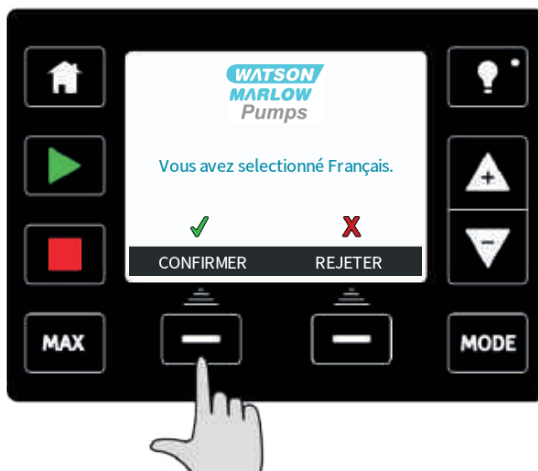 WATSON
MARLOW
Pumps
Vous avez selectionné Français.
CONFIRMER
REJETER
MAX
MODE